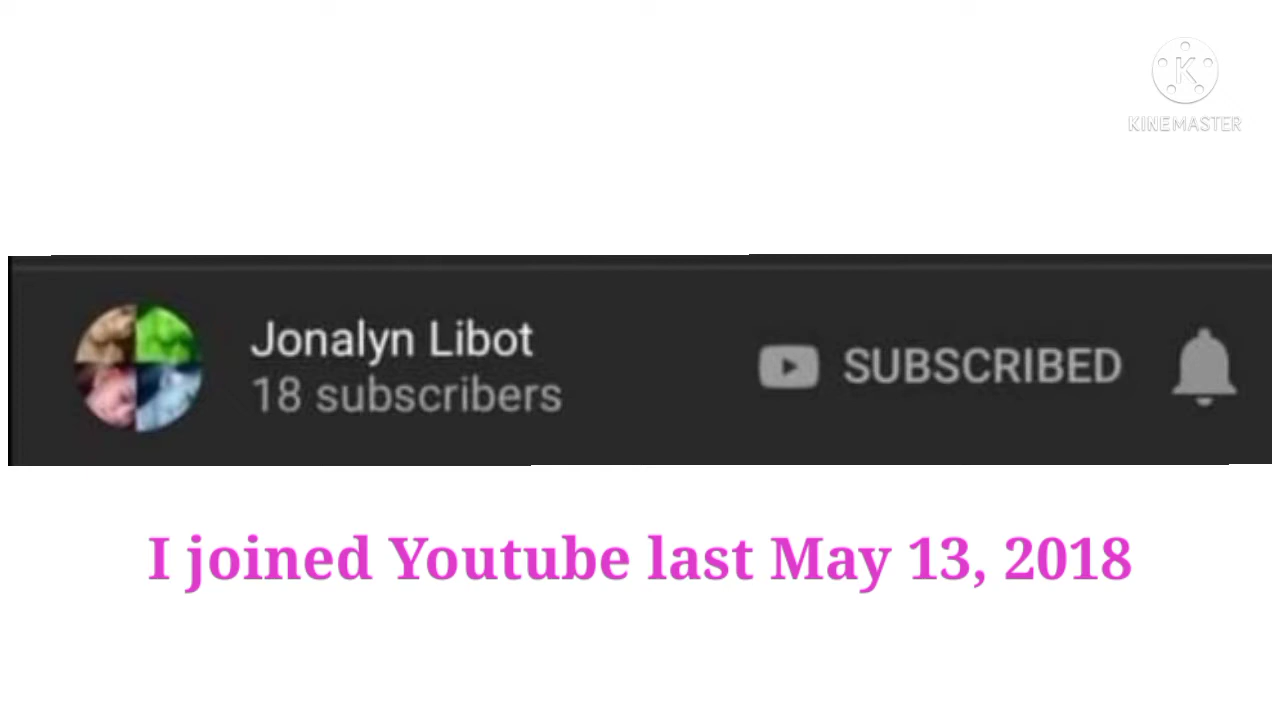 K
KINEMASTER
Jonalyn Libot
18 subscribers
SUBSCRIBED
I joined Youtube last May 13, 2018